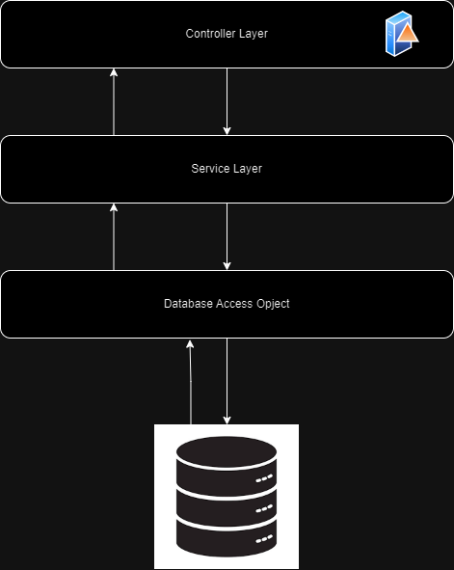 Controller Layer
Service Layer
Database Access Opject